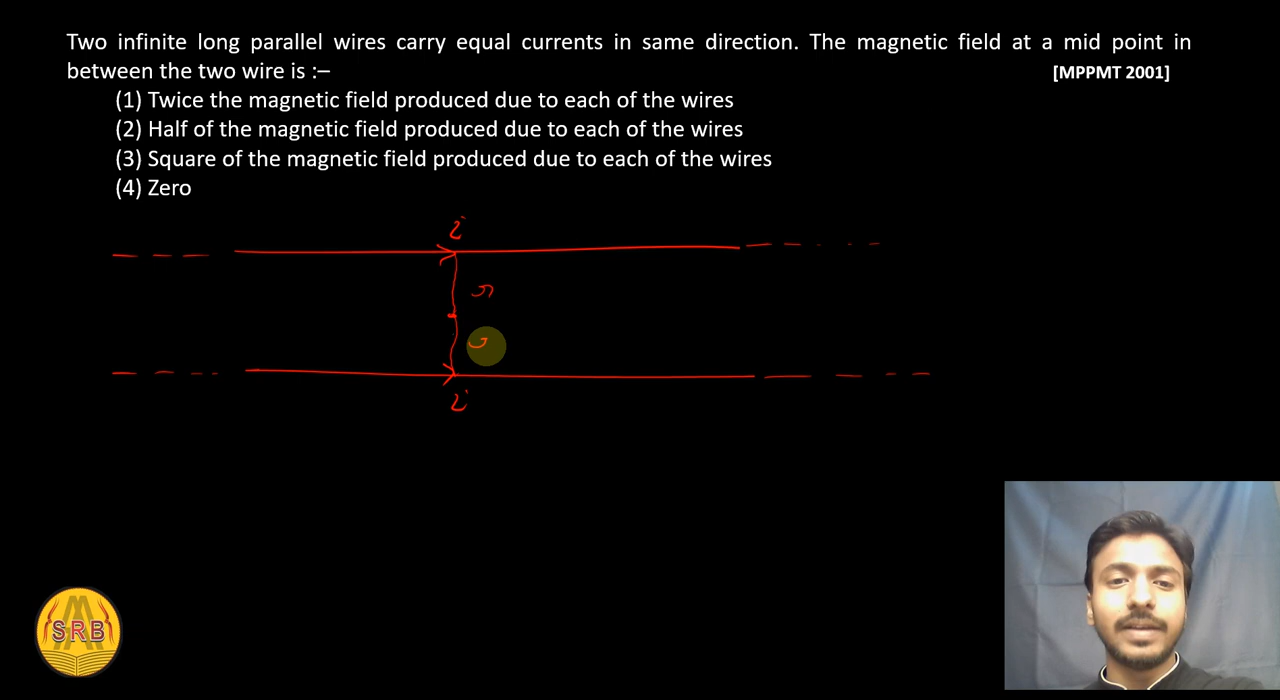 Two infinite long parallel wires carry equal currents in same direction. The magnetic field at a mid point in
between the two wire is :– [MPPMT 2001]
(1) Twice the magnetic field produced due to each of the wires
(2) Half of the magnetic field produced due to each of the wires
(3) Square of the magnetic field produced due to each of the wires
(4) Zero
i
i
SRB